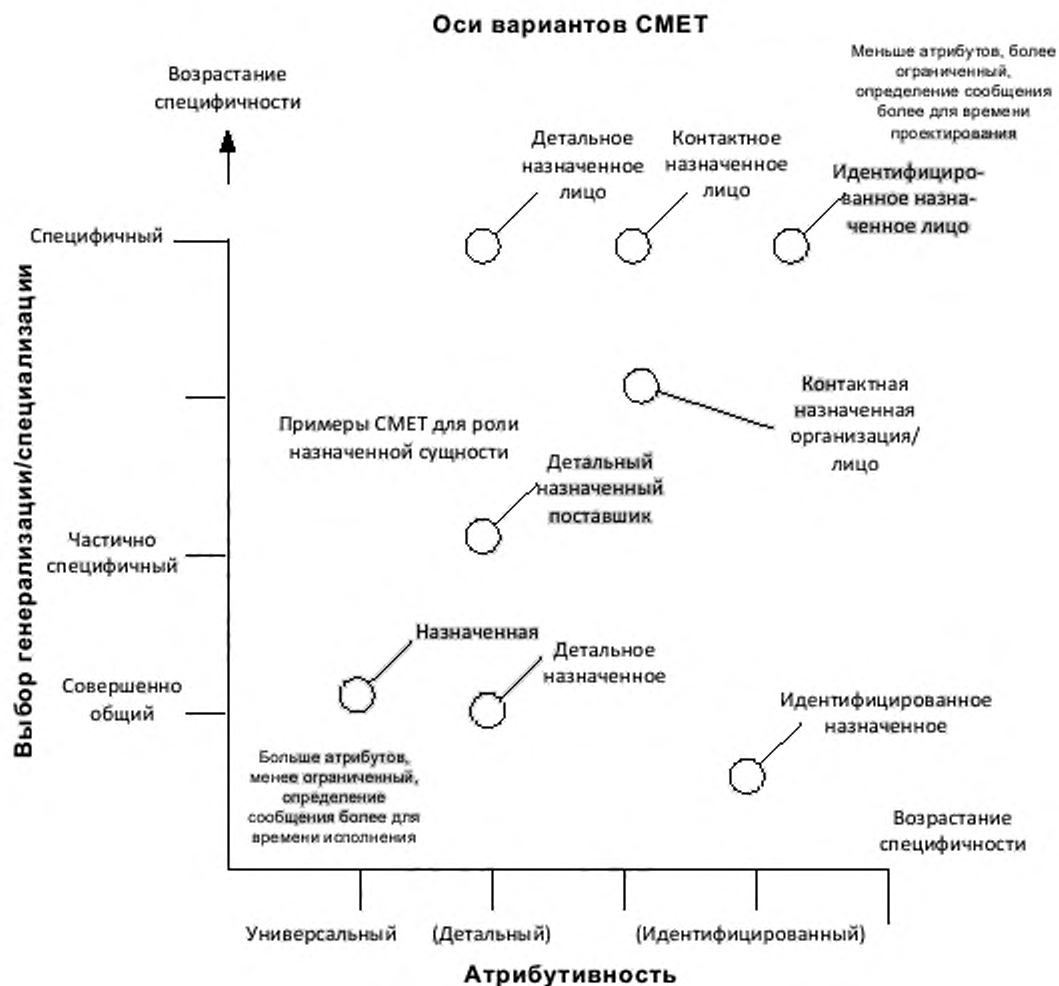 Оси вариантов СМЕТ
Меньше атрибутов, более
ограниченный,
определение сообщения
более для времени
проектирования
Возрастание
специфичности
Детальное
назначенное
лицо
Контактное
назначенное
лицо
Идентифициро-
ванное назна-
ченное лицо
Специфичный
Выбор генерализации/специализации
Контактная
назначенная
организация/
лицо
Примеры СМЕТ для роли
назначенной сущности
Детальный
назначенный
поставшик
Частично
специфичный
Назначенная
Детальное
назначенное
Совершенно
общий
Идентифицированное
назначенное
Больше атрибутов,
менее ограниченный,
определение
сообщения более для
времени исполнения
Возрастание
специфичности
Универсальный
(Детальный)
(Идентифицированный)
Атрибутивность